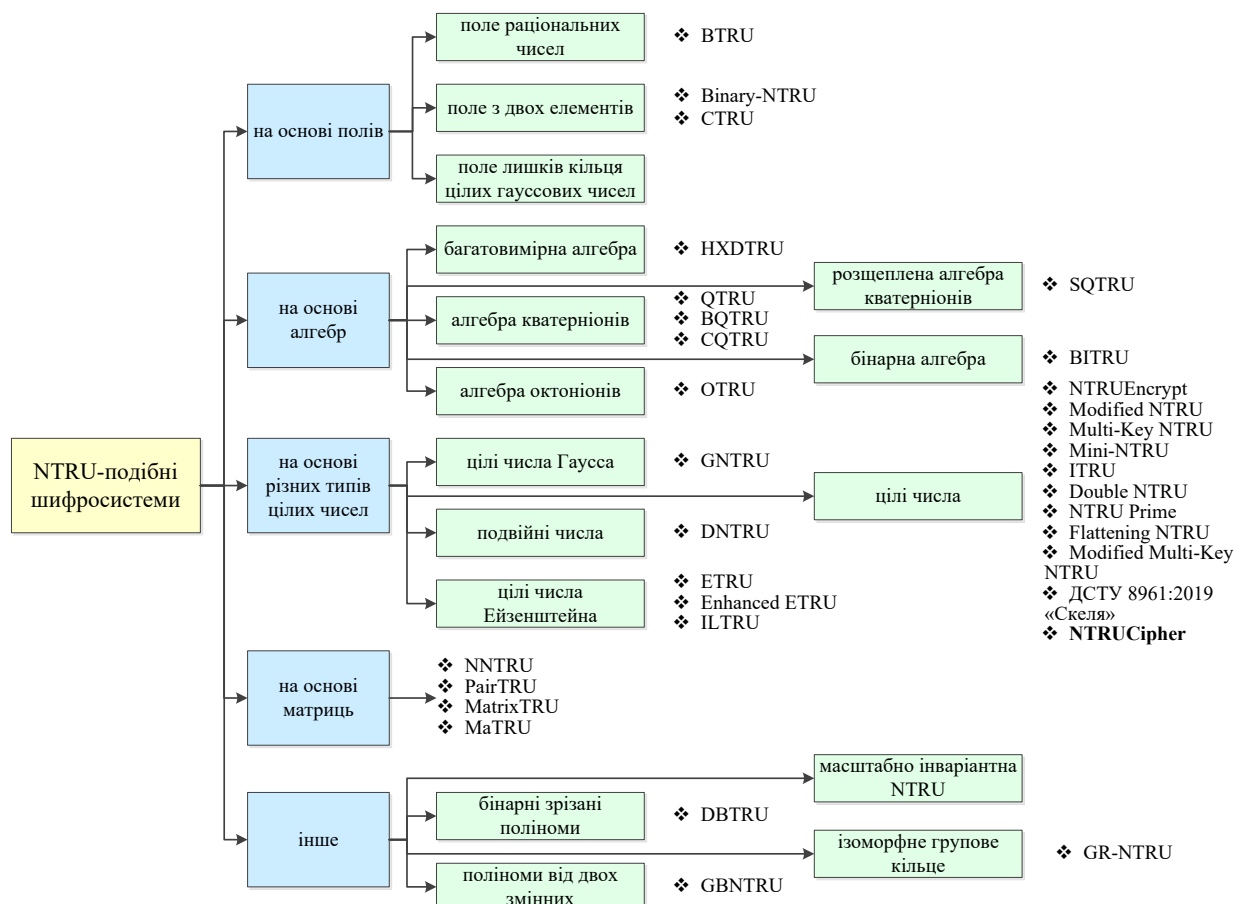 NTRU-подібні
шифросистеми
на основі полів
поле раціональних
чисел
❖ BTRU
поле з двох елементів
❖ Binary-NTRU
❖ CTRU
поле лишків кільця
цілих гауссових чисел
на основі
алгебр
багатовимірна алгебра
❖ HXDTRU
розщеплена алгебра
кватерніонів
❖ SQTRU
алгебра кватерніонів
❖ QTRU
❖ BQTRU
❖ CQTRU
бінарна алгебра
❖ BITRU
алгебра октоніонів
❖ OTRU
на основі
різних типів
цілих чисел
цілі числа Гаусса
❖ GNTRU
цілі числа
❖ NTRUEncrypt
❖ Modified NTRU
❖ Multi-Key NTRU
❖ Mini-NTRU
❖ ITRU
❖ Double NTRU
❖ NTRU Prime
❖ Flattening NTRU
❖ Modified Multi-Key
NTRU
❖ ДСТУ 8961:2019
«Скеля»
❖ NTRUCipher
подвійні числа
❖ DNTRU
цілі числа
Ейзенштейна
❖ ETRU
❖ Enhanced ETRU
❖ ILTRU
на основі
матриць
❖ NNTRU
❖ PairTRU
❖ MatrixTRU
❖ MaTRU
інше
масштабно інваріантна
NTRU
бінарні зрізані
поліноми
❖ DBTRU
ізоморфне групове
кільце
❖ GR-NTRU
поліноми від двох
змінних
❖ GBNTRU